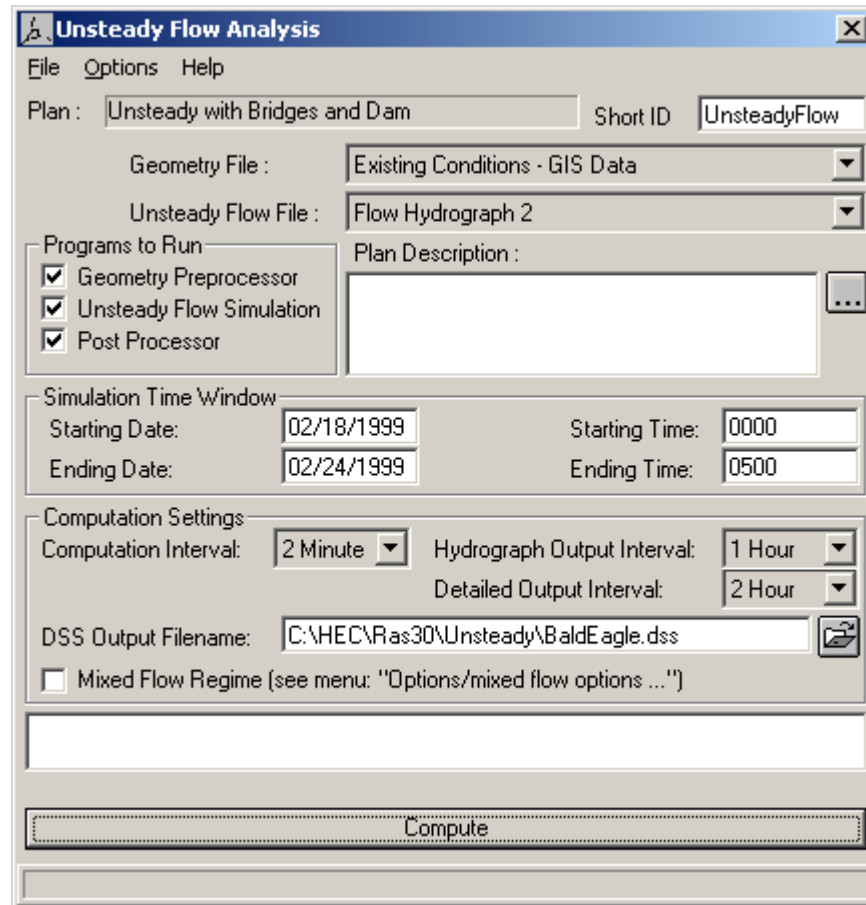 Unsteady Flow Analysis
File Options Help
Plan : Unsteady with Bridges and Dam Short ID UnsteadyFlow
Geometry File : Existing Conditions - GIS Data
Unsteady Flow File : Flow Hydrograph 2
Programs to Run
Geometry Preprocessor
Unsteady Flow Simulation
Post Processor
Plan Description :
...
Simulation Time Window
Starting Date: 02/18/1999 Starting Time: 0000
Ending Date: 02/24/1999 Ending Time: 0500
Computation Settings
Computation Interval: 2 Minute Hydrograph Output Interval: 1 Hour
Detailed Output Interval: 2 Hour
DSS Output Filename: C:\HEC\Ras30\Unsteady\BaldEagle.dss
Mixed Flow Regime (see menu: "Options/mixed flow options ...")
Compute